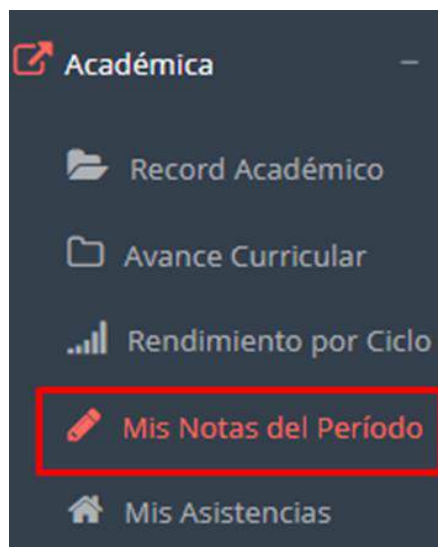 Académica
Record Académico
Avance Curricular
Rendimiento por Ciclo
Mis Notas del Período
Mis Asistencias